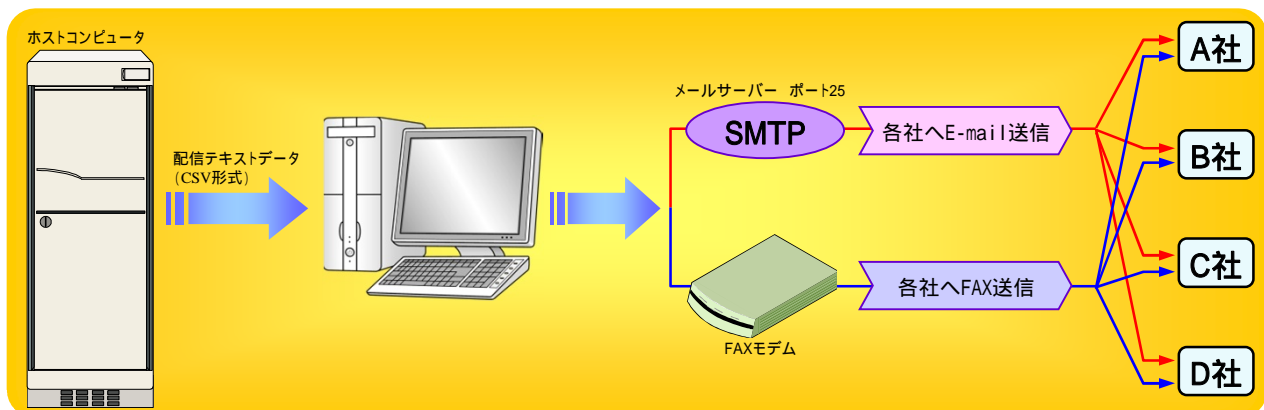 ホストコンピュータ
配信テキストデータ
(CSV形式)
メールサーバー ポート25
SMTP
各社へE-mail送信
FAXモデム
各社へFAX送信
A社
B社
C社
D社